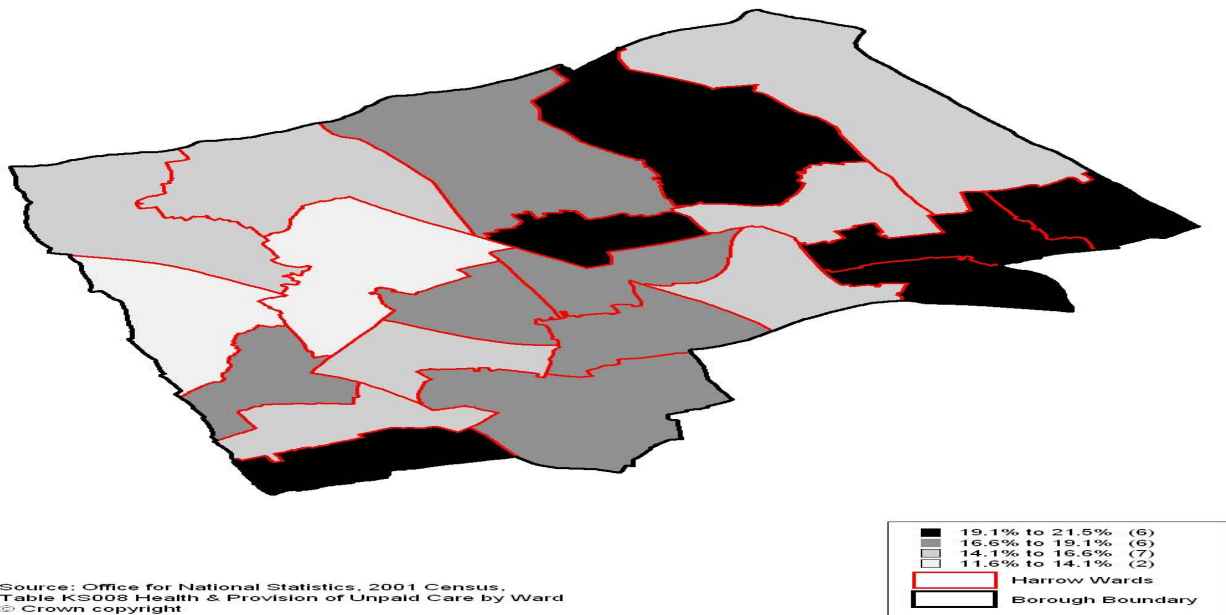 19.1% to 21.5% (6)
16.6% to 19.1% (6)
14.1% to 16.6% (7)
11.6% to 14.1% (2)
Harrow Wards
Borough Boundary
Source: Office for National Statistics, 2001 Census,
Table KS008 Health & Provision of Unpaid Care by Ward
© Crown copyright